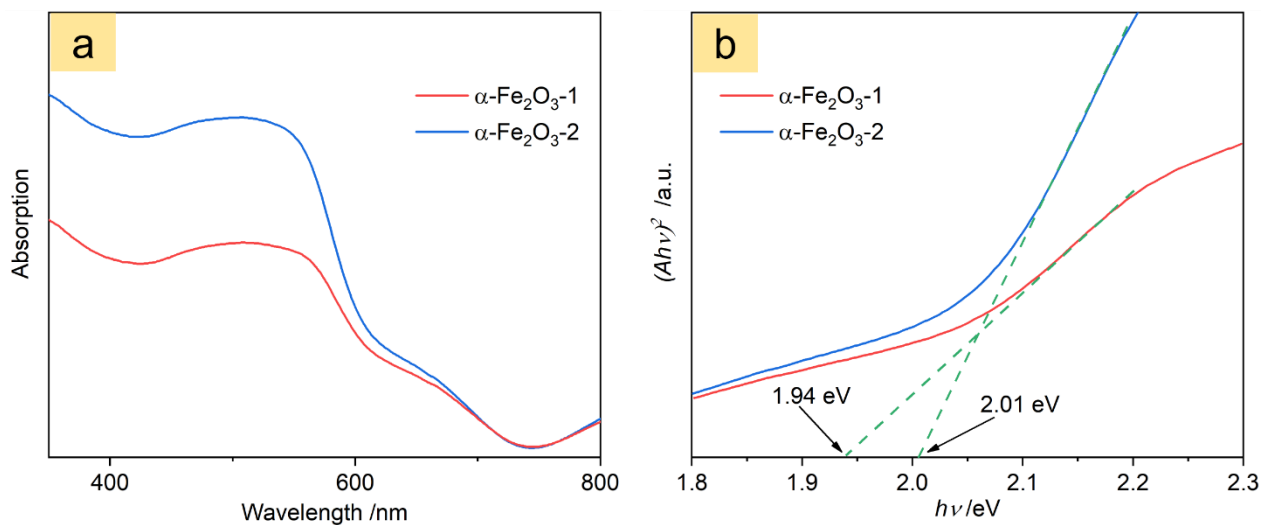 a
α-Fe₂O₃-1
α-Fe₂O₃-2
Absorption
400
600
800
Wavelength /nm
b
α-Fe₂O₃-1
α-Fe₂O₃-2
(Ahν)² /a.u.
1.94 eV
2.01 eV
1.8
1.9
2.0
2.1
2.2
2.3
hν /eV